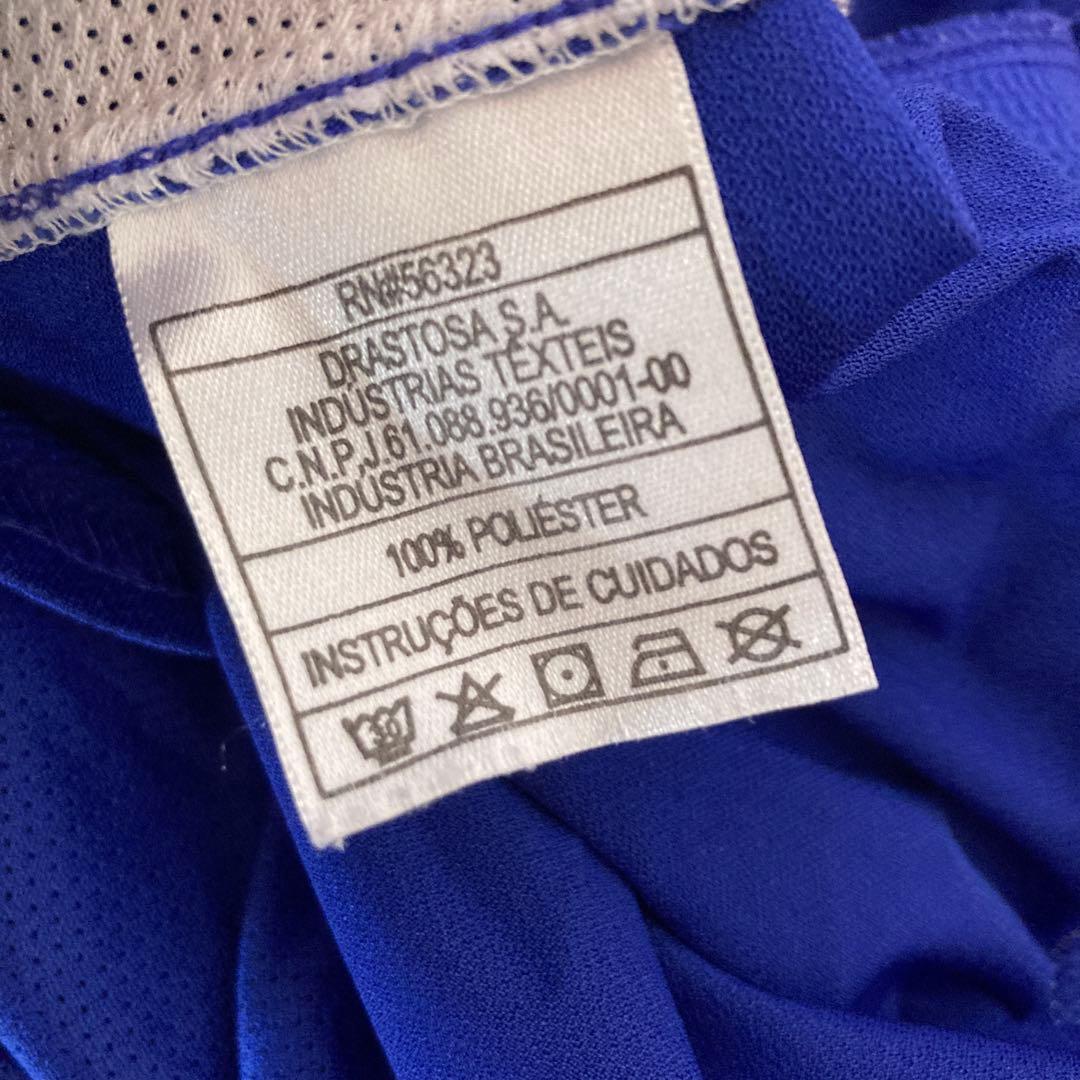 RN#56323
DRASTOSA S.A.
INDÚSTRIAS TÊXTEIS
C.N.P.J.61.088.936/0001-00
INDÚSTRIA BRASILEIRA
100% POLIÉSTER
INSTRUÇÕES DE CUIDADOS
30